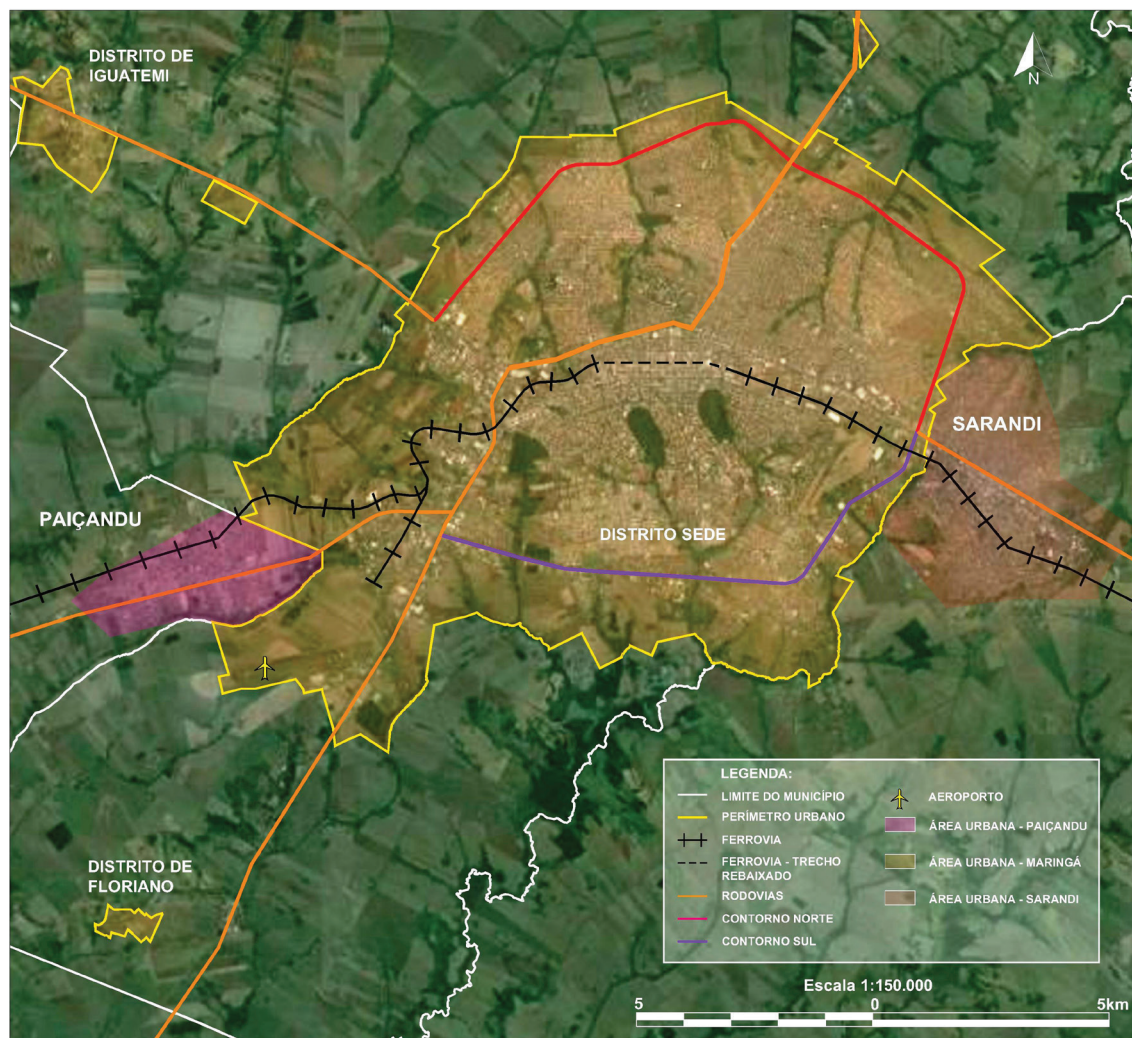 DISTRITO DE
IGUATEMI
N
SARANDI
PAIÇANDU
DISTRITO SEDE
DISTRITO DE
FLORIANO
LEGENDA:
LIMITE DO MUNICÍPIO
PERÍMETRO URBANO
FERROVIA
FERROVIA - TRECHO
REBAIXADO
RODOVIAS
CONTORNO NORTE
CONTORNO SUL
AEROPORTO
ÁREA URBANA - PAIÇANDU
ÁREA URBANA - MARINGÁ
ÁREA URBANA - SARANDI
Escala 1:150.000
5 0 5km